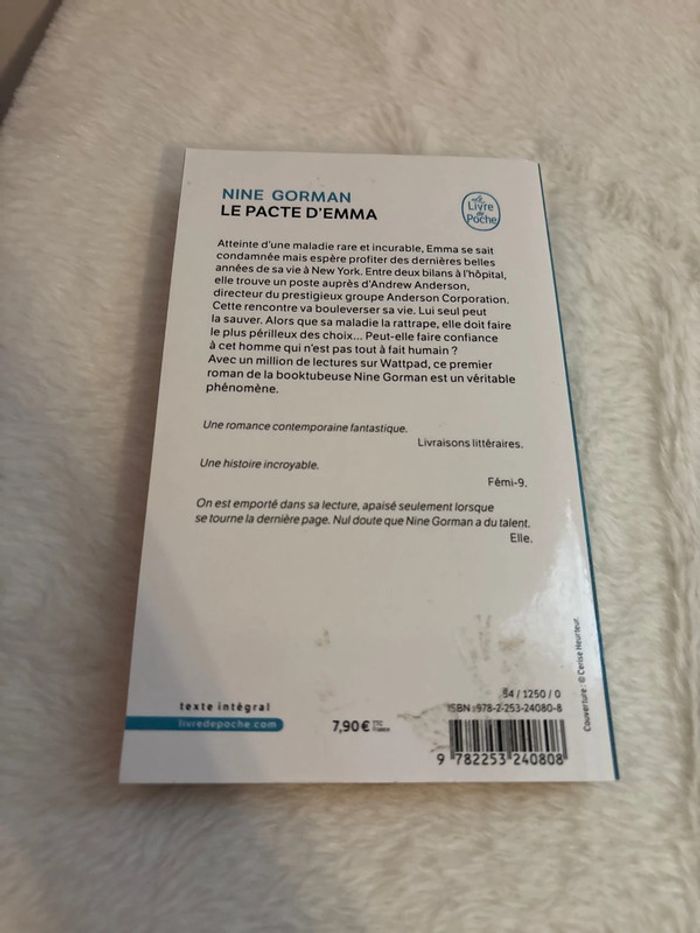 NINE GORMAN
LE PACTE D'EMMA
Le
Livre
de
Poche
Atteinte d'une maladie rare et incurable, Emma se sait
condamnée mais espère profiter des dernières belles
années de sa vie à New York. Entre deux bilans à l'hôpital,
elle trouve un poste auprès d'Andrew Anderson,
directeur du prestigieux groupe Anderson Corporation.
Cette rencontre va bouleverser sa vie. Lui seul peut
la sauver. Alors que sa maladie la rattrape, elle doit faire
le plus périlleux des choix... Peut-elle faire confiance
à cet homme qui n'est pas tout à fait humain ?
Avec un million de lectures sur Wattpad, ce premier
roman de la booktubeuse Nine Gorman est un véritable
phénomène.
Une romance contemporaine fantastique.
Livraisons littéraires.
Une histoire incroyable.
Fémi-9.
On est emporté dans sa lecture, apaisé seulement lorsque
se tourne la dernière page. Nul doute que Nine Gorman a du talent.
Elle.
Couverture : © Cerise Heurteur.
texte intégral
livredepoche.com
7,90 € TTC
France
34 / 1250 / 0
ISBN : 978-2-253-24080-8
9 782253 240808